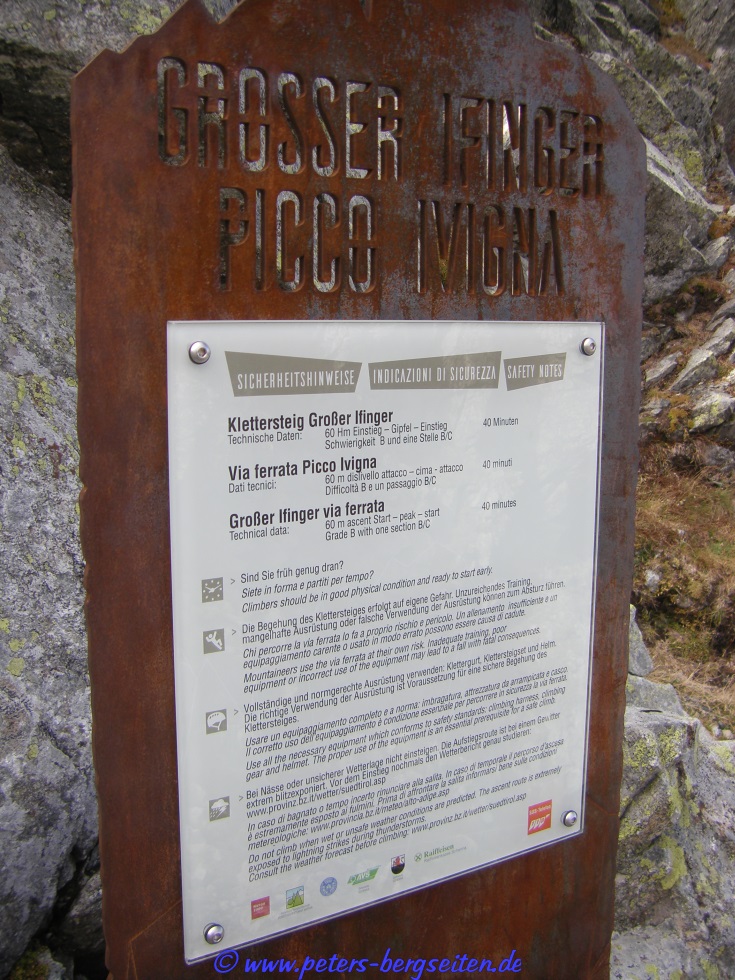 GROSSER IFINGER
PICCO IVIGNA
SICHERHEITSHINWEISE INDICAZIONI DI SICUREZZA SAFETY NOTES
Klettersteig Großer Ifinger
Technische Daten: 60 Hm Einstieg – Gipfel – Einstieg 40 Minuten
Schwierigkeit B und eine Stelle B/C
Via ferrata Picco Ivigna
Dati tecnici: 60 m dislivello attacco – cima - attacco 40 minuti
Difficoltà B e un passaggio B/C
Großer Ifinger via ferrata
Technical data: 60 m ascent Start – peak – start 40 minutes
Grade B with one section B/C
> Sind Sie früh genug dran?
Siete in forma e partiti per tempo?
Climbers should be in good physical condition and ready to start early.
> Die Begehung des Klettersteiges erfolgt auf eigene Gefahr. Unzureichendes Training,
mangelhafte Ausrüstung oder falsche Verwendung der Ausrüstung können zum Absturz führen.
Chi percorre la via ferrata lo fa a proprio rischio e pericolo. Un allenamento insufficiente e un
equipaggiamento carente o usato in modo errato possono essere causa di cadute.
Mountaineers use the via ferrata at their own risk. Inadequate training, poor
equipment or incorrect use of the equipment may lead to a fall with fatal consequences.
> Vollständige und normgerechte Ausrüstung verwenden: Klettergurt, Klettersteigset und Helm.
Die richtige Verwendung der Ausrüstung ist Voraussetzung für eine sichere Begehung des
Klettersteiges.
Usare un equipaggiamento completo e a norma: imbragatura, attrezzatura da arrampicata e casco.
Il corretto uso dell'equipaggiamento è condizione essenziale per percorrere in sicurezza la via ferrata.
Use all the necessary equipment which conforms to safety standards: climbing harness, climbing
gear and helmet. The proper use of the equipment is an essential prerequisite for a safe climb.
> Bei Nässe oder unsicherer Wetterlage nicht einsteigen. Die Aufstiegsroute ist bei einem Gewitter
extrem blitzexponiert. Vor dem Einstieg nochmals den Wetterbericht genau studieren:
www.provinz.bz.it/wetter/suedtirol.asp
In caso di bagnato o tempo incerto rinunciare alla salita. In caso di temporale il percorso d'ascesa
è estremamente esposto ai fulmini. Prima di affrontare la salita informarsi bene sulle condizioni
metereologiche: www.provincia.bz.it/meteo/alto-adige.asp
Do not climb when wet or unsafe weather conditions are predicted. The ascent route is extremely
exposed to lightning strikes during thunderstorms.
Consult the weather forecast before climbing: www.provinz.bz.it/wetter/suedtirol.asp
AVS
Raiffeisen
© www.peters-bergseiten.de